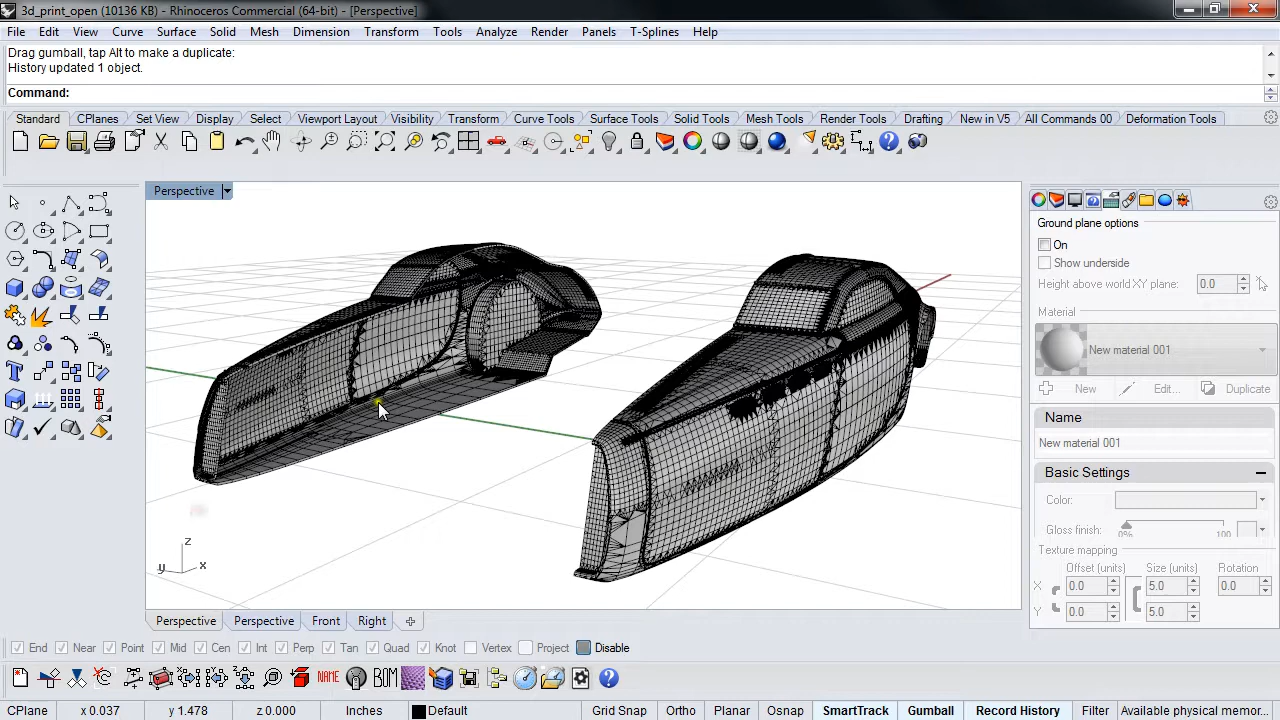 3d_print_open (10136 KB) - Rhinoceros Commercial (64-bit) - [Perspective]
File Edit View Curve Surface Solid Mesh Dimension Transform Tools Analyze Render Panels T-Splines Help
Drag gumball, tap Alt to make a duplicate:
History updated 1 object.
Command:
Standard CPlanes Set View Display Select Viewport Layout Visibility Transform Curve Tools Surface Tools Solid Tools Mesh Tools Render Tools Drafting New in V5 All Commands 00 Deformation Tools
Perspective
Ground plane options
On
Show underside
Height above world XY plane: 0.0
Material
New material 001
New Edit... Duplicate
Name
New material 001
Basic Settings
Color:
Gloss finish: 0% 100
Texture mapping
Offset (units) Size (units) Rotation
X 0.0 5.0 0.0
Y 0.0 5.0
z
y x
Perspective Perspective Front Right
End Near Point Mid Cen Int Perp Tan Quad Knot Vertex Project Disable
NAME BOM
CPlane x 0.037 y 1.478 z 0.000 Inches Default Grid Snap Ortho Planar Osnap SmartTrack Gumball Record History Filter Available physical memor...